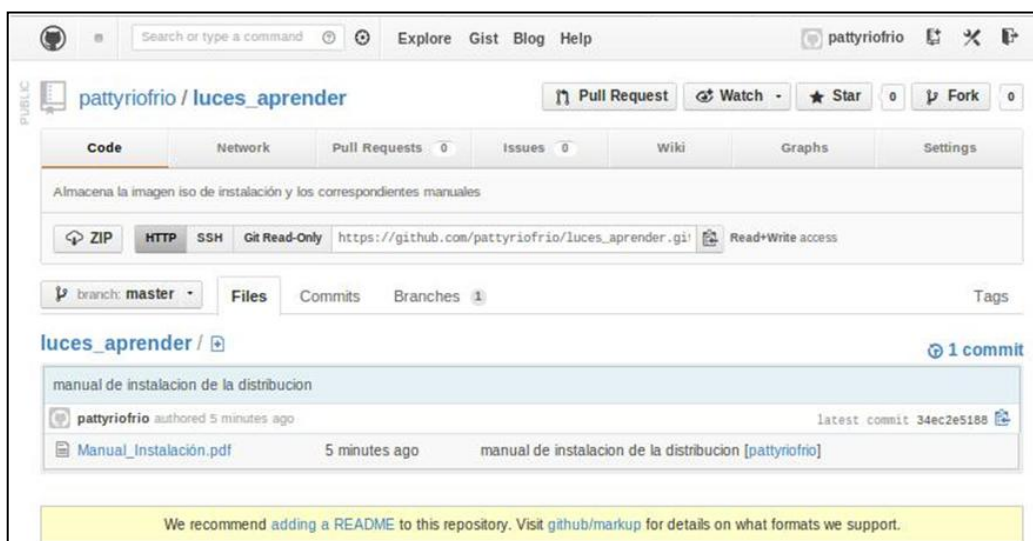 Search or type a command Explore Gist Blog Help pattyriofrio
PUBLIC
pattyriofrio / luces_aprender Pull Request Watch Star 0 Fork 0
Code Network Pull Requests 0 Issues 0 Wiki Graphs Settings
Almacena la imagen iso de instalación y los correspondientes manuales
ZIP HTTP SSH Git Read-Only https://github.com/pattyriofrio/luces_aprender.gi Read+Write access
branch: master Files Commits Branches 1 Tags
luces_aprender / 1 commit
manual de instalacion de la distribucion
pattyriofrio authored 5 minutes ago latest commit 34ec2e5188
Manual_Instalación.pdf 5 minutes ago manual de instalacion de la distribucion [pattyriofrio]
We recommend adding a README to this repository. Visit github/markup for details on what formats we support.